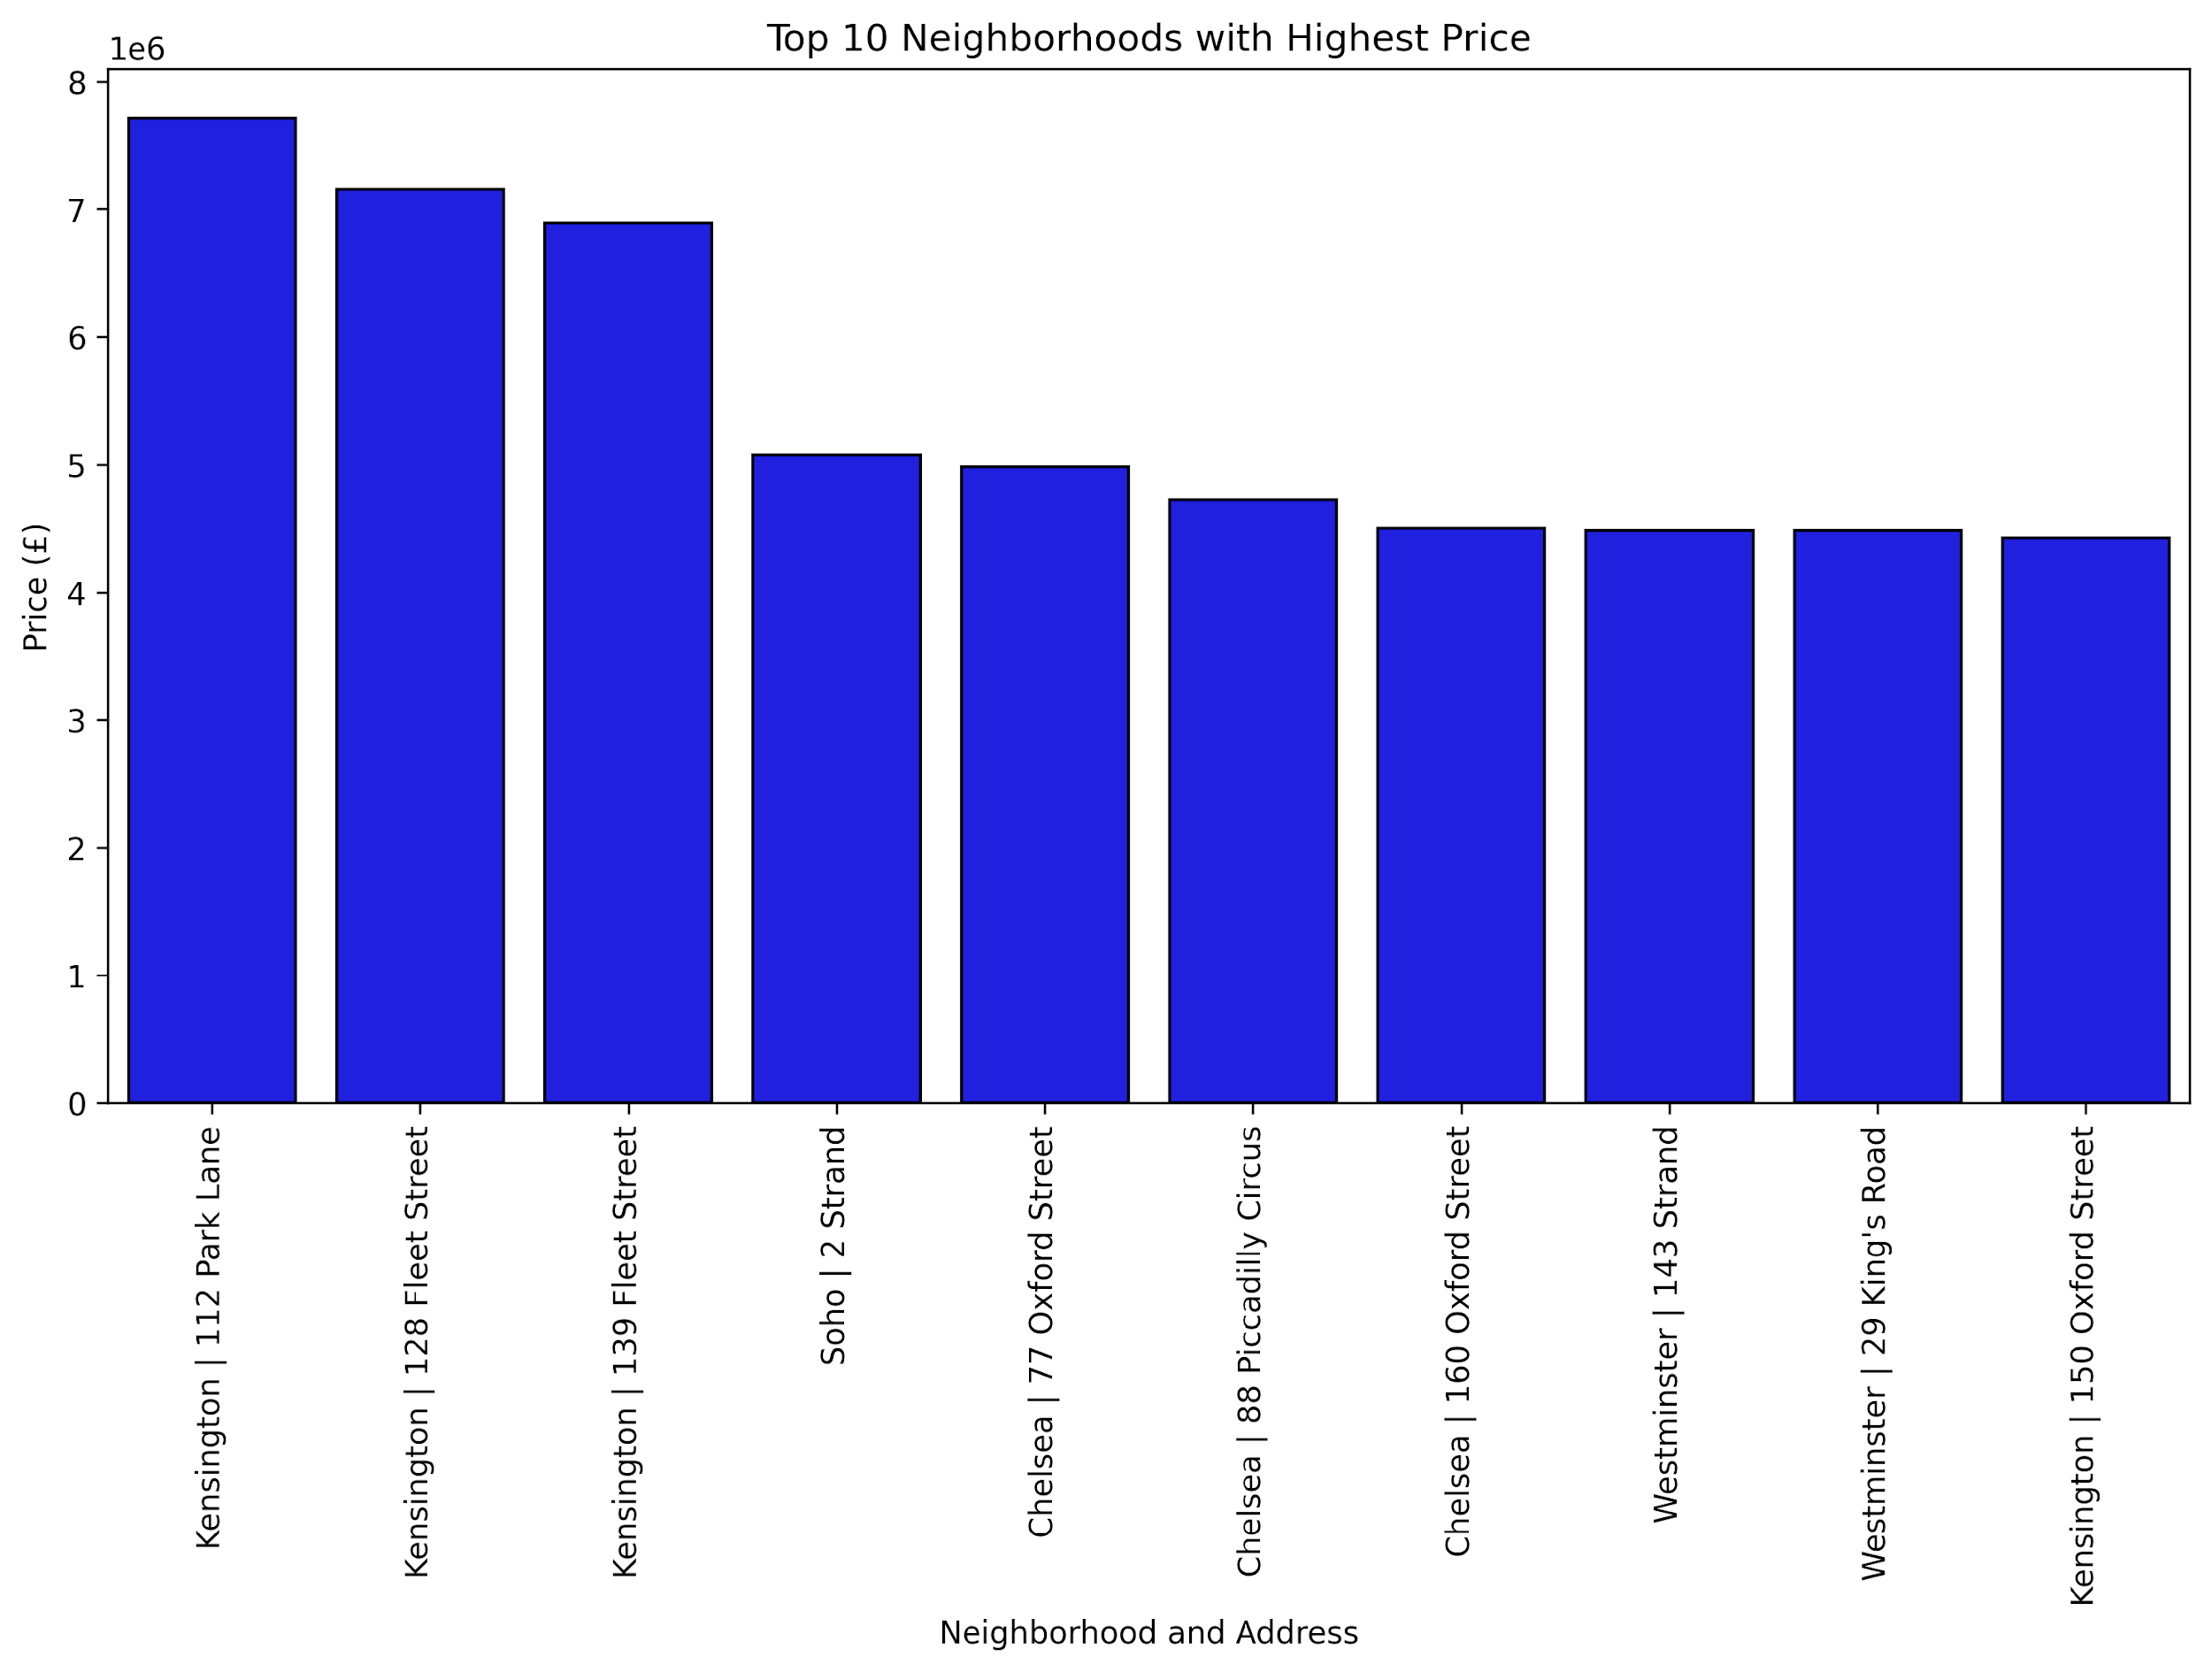 Top 10 Neighborhoods with Highest Price
1e6
8
7
6
5
4
3
2
1
0
Price (£)
Kensington | 112 Park Lane
Kensington | 128 Fleet Street
Kensington | 139 Fleet Street
Soho | 2 Strand
Chelsea | 77 Oxford Street
Chelsea | 88 Piccadilly Circus
Chelsea | 160 Oxford Street
Westminster | 143 Strand
Westminster | 29 King's Road
Kensington | 150 Oxford Street
Neighborhood and Address